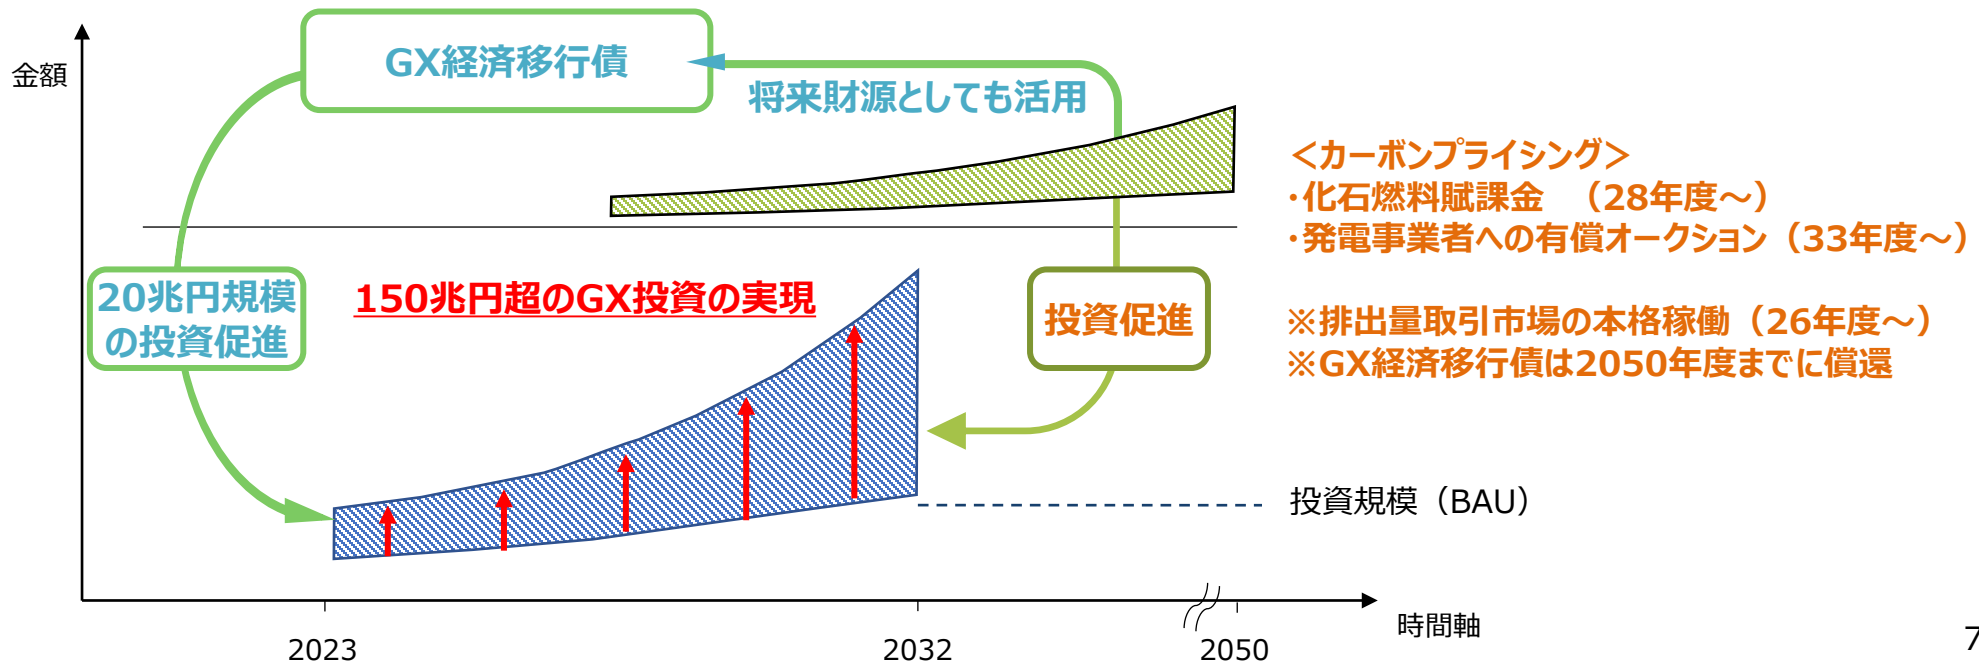 金額
GX経済移行債
将来財源としても活用
<カーボンプライシング>
・化石燃料賦課金　（28年度～）
・発電事業者への有償オークション（33年度～）
20兆円規模
の投資促進
150兆円超のGX投資の実現
投資促進
※排出量取引市場の本格稼働（26年度～）
※GX経済移行債は2050年度までに償還
投資規模（BAU）
時間軸
2023
2032
2050
7